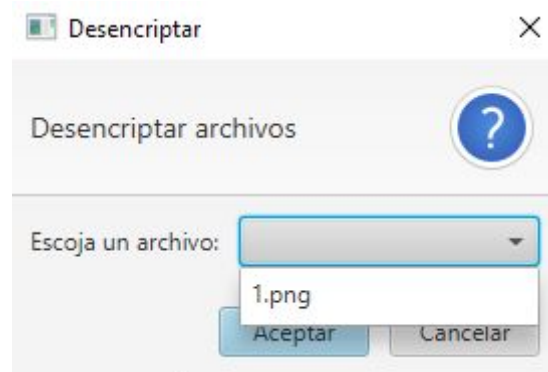 Desencriptar
Desencriptar archivos
?
Escoja un archivo:
1.png
Aceptar Cancelar